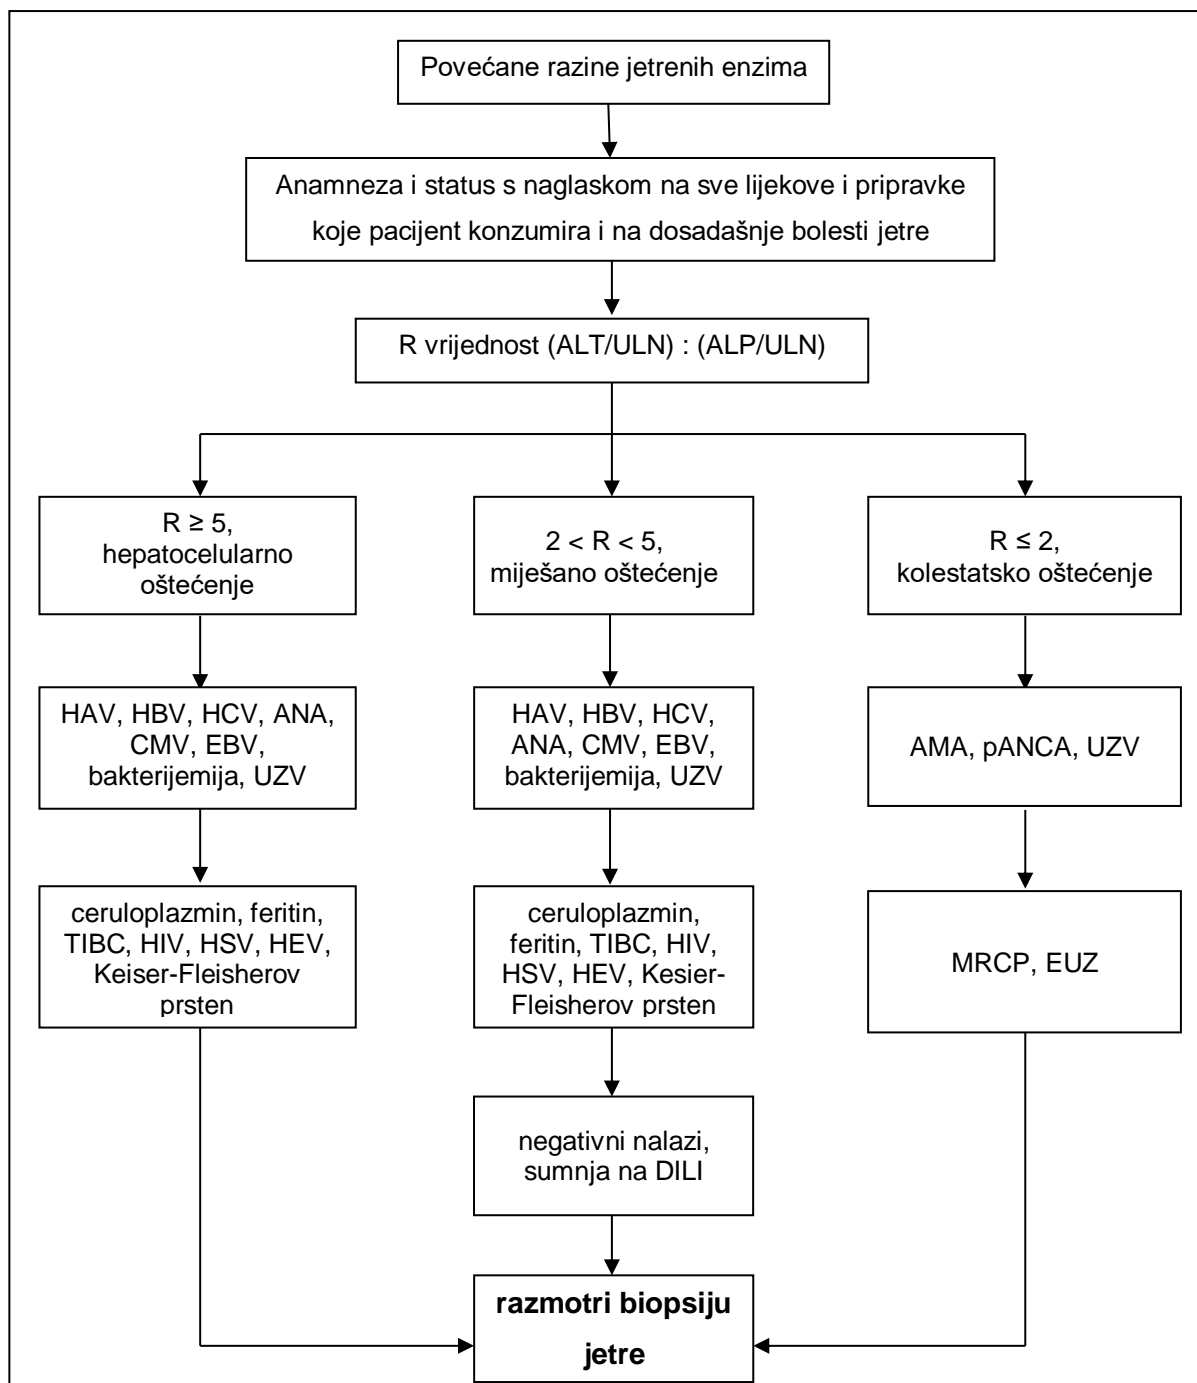 Povećane razine jetrenih enzima
Anamneza i status s naglaskom na sve lijekove i pripravke
koje pacijent konzumira i na dosadašnje bolesti jetre
R vrijednost (ALT/ULN) : (ALP/ULN)
R ≥ 5,
hepatocelularno
oštećenje
2 < R < 5,
miješano oštećenje
R ≤ 2,
kolestatsko oštećenje
HAV, HBV, HCV, ANA,
CMV, EBV,
bakterijemija, UZV
HAV, HBV, HCV,
ANA, CMV, EBV,
bakterijemija, UZV
AMA, pANCA, UZV
ceruloplazmin, feritin,
TIBC, HIV, HSV, HEV,
Keiser-Fleisherov
prsten
ceruloplazmin,
feritin, TIBC, HIV,
HSV, HEV, Kesier-
Fleisherov prsten
MRCP, EUZ
negativni nalazi,
sumnja na DILI
razmotri biopsiju
jetre